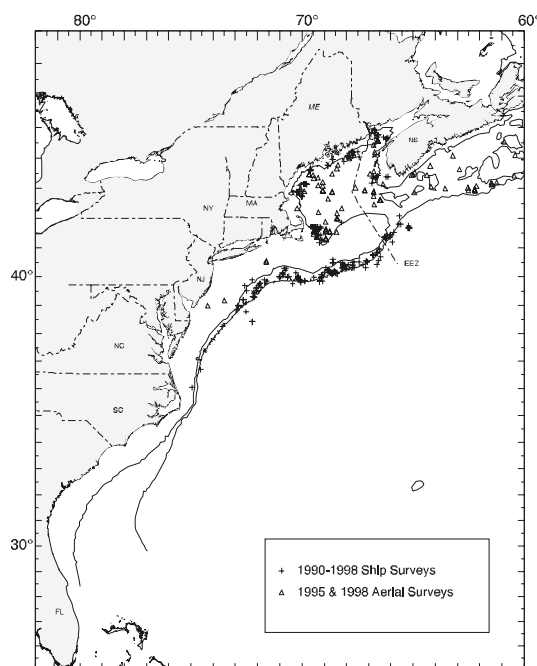 80° 70° 60°
ME
NS
NY MA
EEZ
NJ
40°
NC
SC
30°
+ 1990-1998 Ship Surveys
△ 1995 & 1998 Aerial Surveys
FL